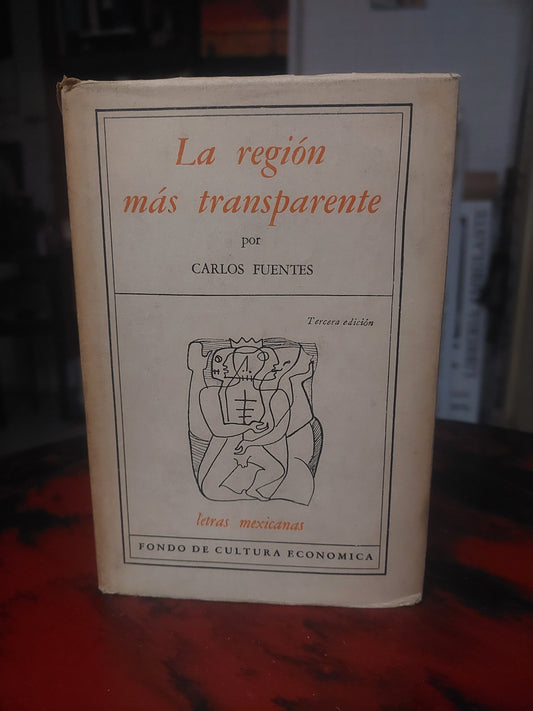 La región
más transparente
por
CARLOS FUENTES
Tercera edición
letras mexicanas
FONDO DE CULTURA ECONOMICA